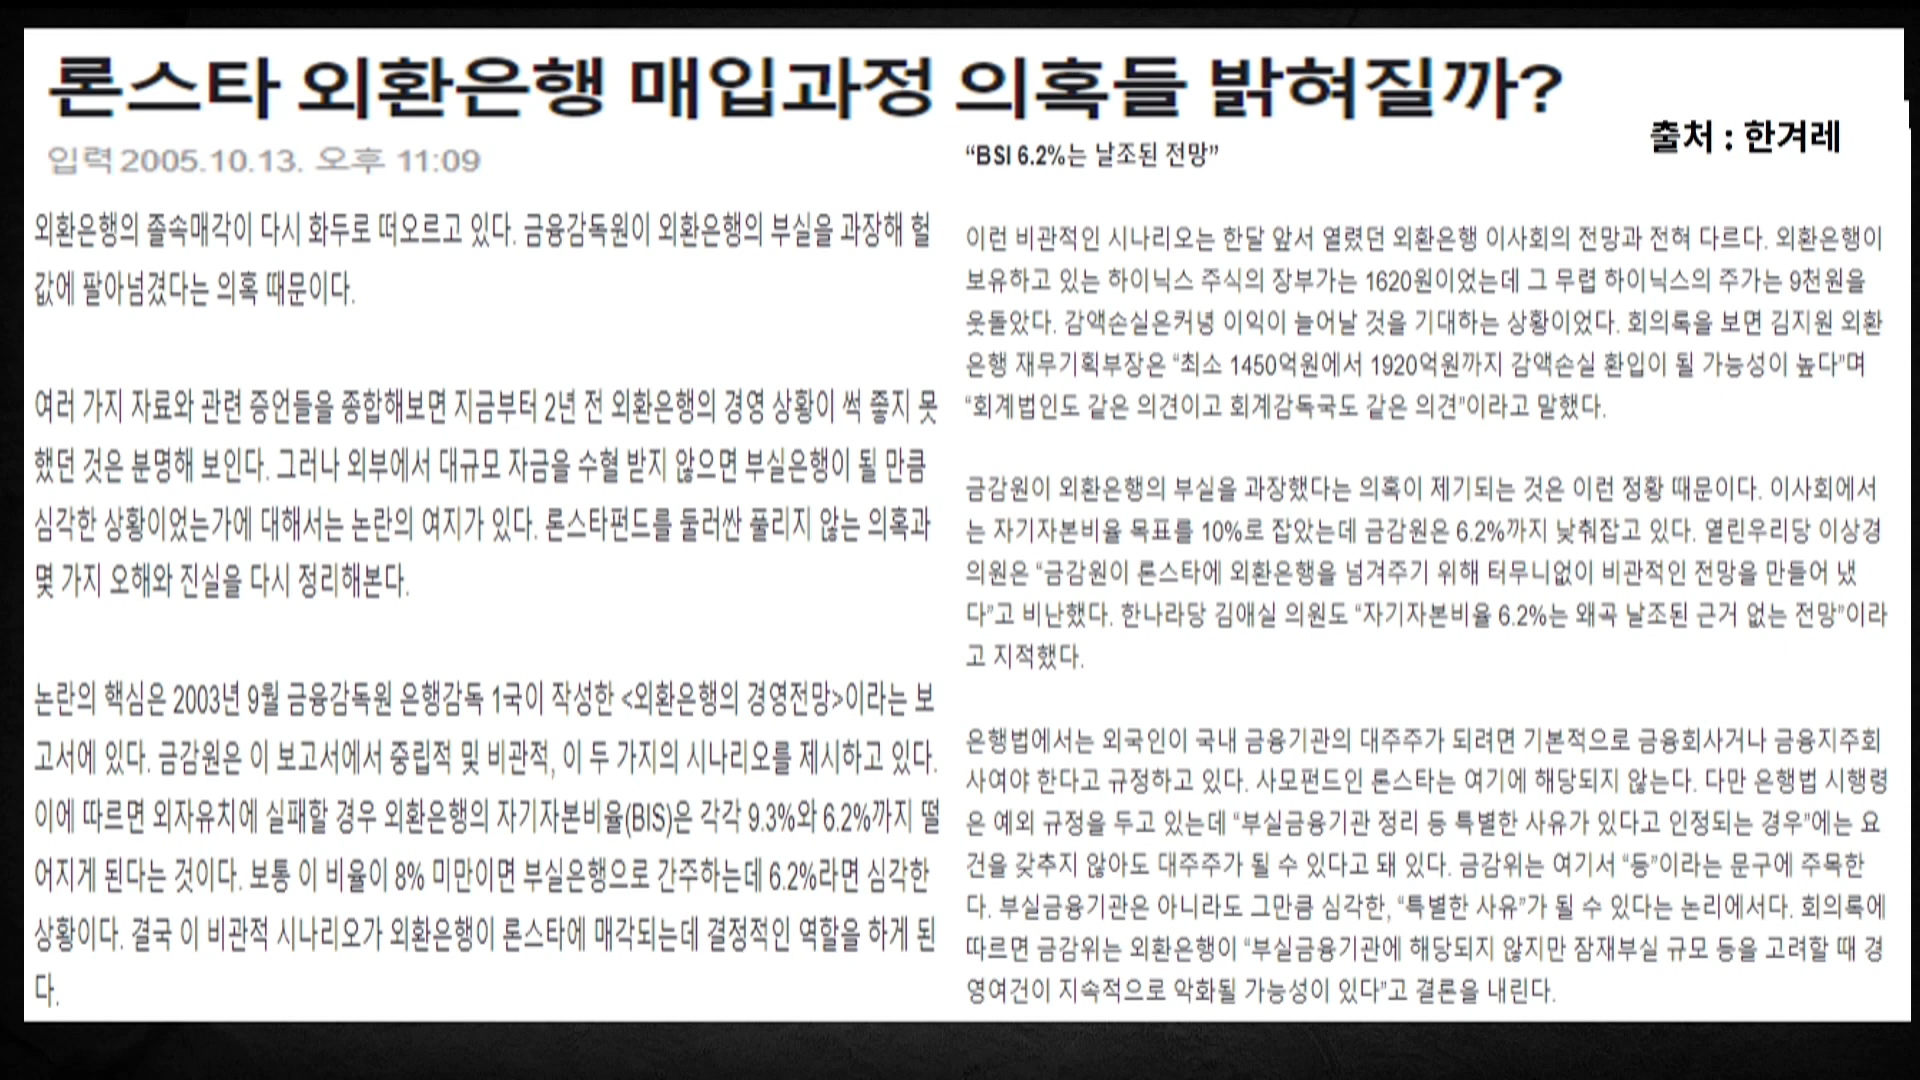 론스타 외환은행 매입과정 의혹들 밝혀질까?
입력 2005.10.13. 오후 11:09
출처 : 한겨레
외환은행의 졸속매각이 다시 화두로 떠오르고 있다. 금융감독원이 외환은행의 부실을 과장해 헐
값에 팔아넘겼다는 의혹 때문이다.
여러 가지 자료와 관련 증언들을 종합해보면 지금부터 2년 전 외환은행의 경영 상황이 썩 좋지 못
했던 것은 분명해 보인다. 그러나 외부에서 대규모 자금을 수혈 받지 않으면 부실은행이 될 만큼
심각한 상황이었는가에 대해서는 논란의 여지가 있다. 론스타펀드를 둘러싼 풀리지 않는 의혹과
몇 가지 오해와 진실을 다시 정리해본다.
논란의 핵심은 2003년 9월 금융감독원 은행감독 1국이 작성한 <외환은행의 경영전망>이라는 보
고서에 있다. 금감원은 이 보고서에서 중립적 및 비관적, 이 두 가지의 시나리오를 제시하고 있다.
이에 따르면 외자유치에 실패할 경우 외환은행의 자기자본비율(BIS)은 각각 9.3%와 6.2%까지 떨
어지게 된다는 것이다. 보통 이 비율이 8% 미만이면 부실은행으로 간주하는데 6.2%라면 심각한
상황이다. 결국 이 비관적 시나리오가 외환은행이 론스타에 매각되는데 결정적인 역할을 하게 된
다.
“BSI 6.2%는 날조된 전망”
이런 비관적인 시나리오는 한달 앞서 열렸던 외환은행 이사회의 전망과 전혀 다르다. 외환은행이
보유하고 있는 하이닉스 주식의 장부가는 1620원이었는데 그 무렵 하이닉스의 주가는 9천원을
웃돌았다. 감액손실은커녕 이익이 늘어날 것을 기대하는 상황이었다. 회의록을 보면 김지원 외환
은행 재무기획부장은 “최소 1450억원에서 1920억원까지 감액손실 환입이 될 가능성이 높다”며
“회계법인도 같은 의견이고 회계감독국도 같은 의견”이라고 말했다.
금감원이 외환은행의 부실을 과장했다는 의혹이 제기되는 것은 이런 정황 때문이다. 이사회에서
는 자기자본비율 목표를 10%로 잡았는데 금감원은 6.2%까지 낮춰잡고 있다. 열린우리당 이상경
의원은 “금감원이 론스타에 외환은행을 넘겨주기 위해 터무니없이 비관적인 전망을 만들어 냈
다”고 비난했다. 한나라당 김애실 의원도 “자기자본비율 6.2%는 왜곡 날조된 근거 없는 전망”이라
고 지적했다.
은행법에서는 외국인이 국내 금융기관의 대주주가 되려면 기본적으로 금융회사거나 금융지주회
사여야 한다고 규정하고 있다. 사모펀드인 론스타는 여기에 해당되지 않는다. 다만 은행법 시행령
은 예외 규정을 두고 있는데 “부실금융기관 정리 등 특별한 사유가 있다고 인정되는 경우”에는 요
건을 갖추지 않아도 대주주가 될 수 있다고 돼 있다. 금감위는 여기서 “등”이라는 문구에 주목한
다. 부실금융기관은 아니라도 그만큼 심각한, “특별한 사유”가 될 수 있다는 논리에서다. 회의록에
따르면 금감위는 외환은행이 “부실금융기관에 해당되지 않지만 잠재부실 규모 등을 고려할 때 경
영여건이 지속적으로 악화될 가능성이 있다”고 결론을 내린다.